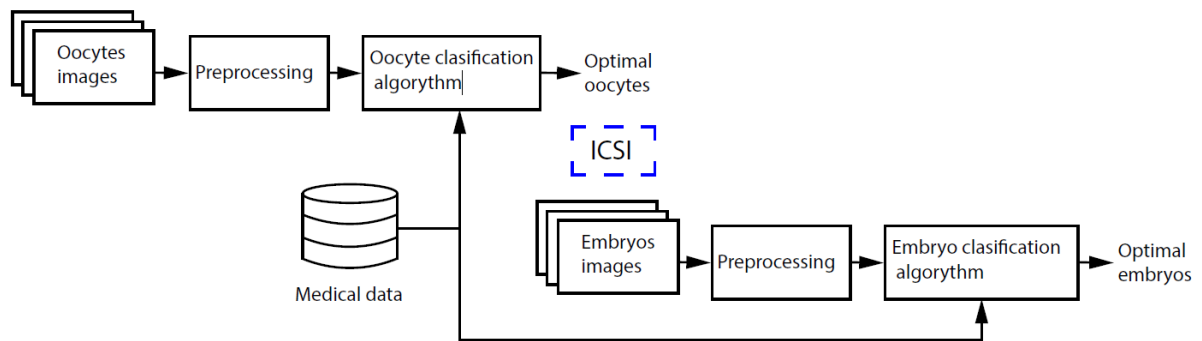 Oocytes
images
Preprocessing
Oocyte clasification
algorythm
Optimal
oocytes
ICSI
Medical data
Embryos
images
Preprocessing
Embryo clasification
algorythm
Optimal
embryos